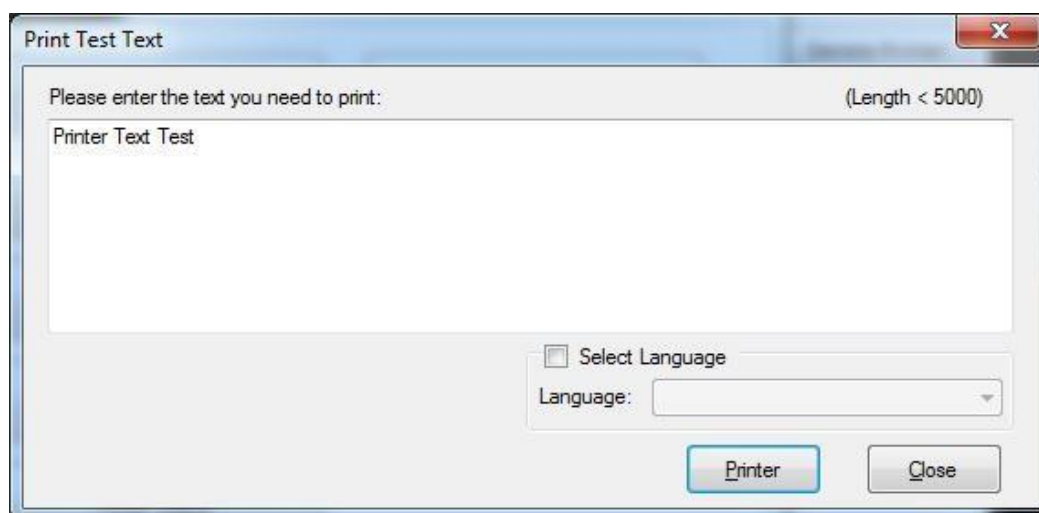 Print Test Text
Please enter the text you need to print: (Length < 5000)
Printer Text Test
Select Language
Language:
Printer Close